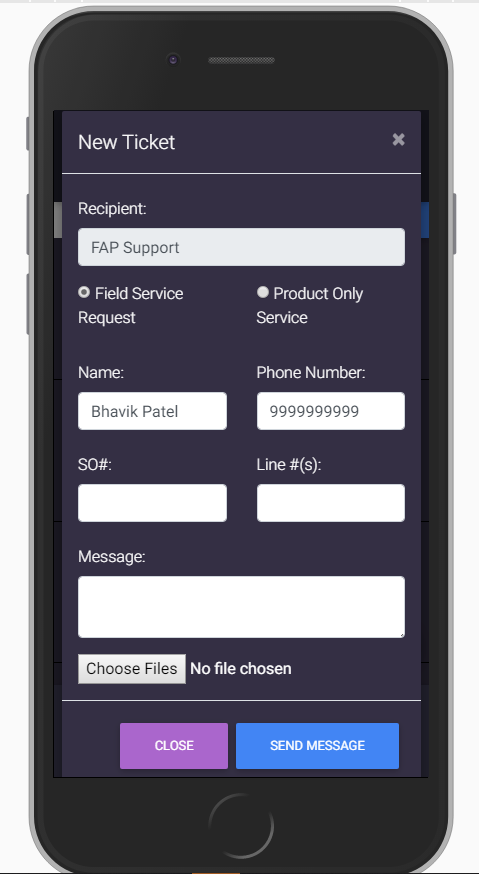 New Ticket ×
Recipient:
FAP Support
Field Service Request
Product Only Service
Name: Phone Number:
Bhavik Patel 9999999999
SO#: Line #(s):
Message:
Choose Files No file chosen
CLOSE SEND MESSAGE